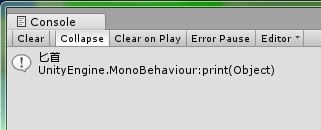 Console
Clear Collapse Clear on Play Error Pause Editor
匕首
UnityEngine.MonoBehaviour:print(Object)